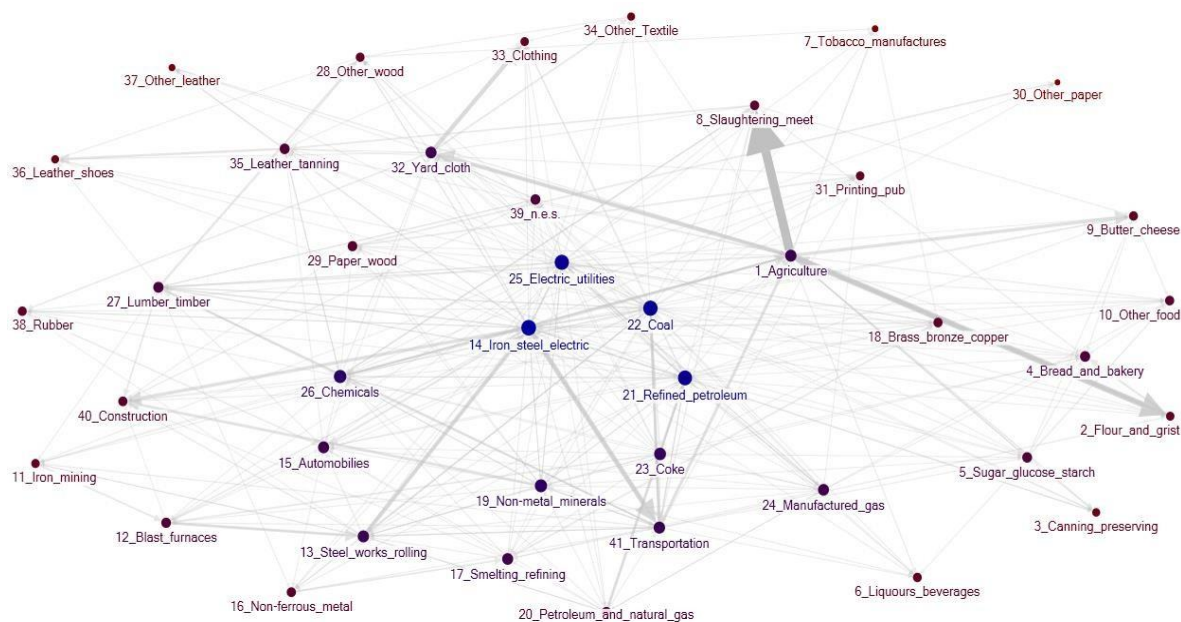 34_Other_Textile
7_Tobacco_manufactures
33_Clothing
28_Other_wood
37_Other_leather
30_Other_paper
8_Slaughtering_meet
35_Leather_tanning
32_Yard_cloth
36_Leather_shoes
31_Printing_pub
39_n.e.s.
9_Butter_cheese
29_Paper_wood
25_Electric_utilities
1_Agriculture
27_Lumber_timber
10_Other_food
38_Rubber
22_Coal
18_Brass_bronze_copper
14_Iron_steel_electric
4_Bread_and_bakery
26_Chemicals
21_Refined_petroleum
40_Construction
2_Flour_and_grist
15_Automobilies
23_Coke
5_Sugar_glucose_starch
11_Iron_mining
19_Non-metal_minerals
24_Manufactured_gas
3_Canning_preserving
12_Blast_furnaces
13_Steel_works_rolling
41_Transportation
17_Smelting_refining
6_Liquours_beverages
16_Non-ferrous_metal
20_Petroleum_and_natural_gas